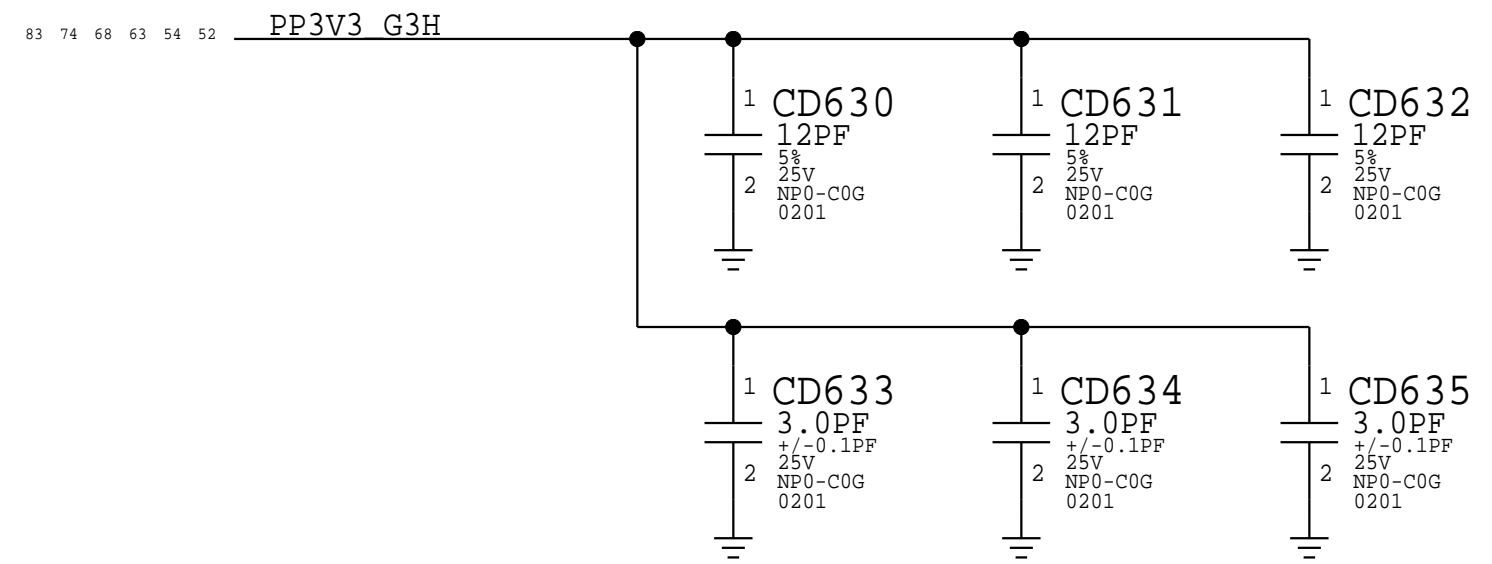 83 74 68 63 54 52 PP3V3_G3H
1 CD630
12PF
5%
25V
2 NP0-C0G
0201
1 CD631
12PF
5%
25V
2 NP0-C0G
0201
1 CD632
12PF
5%
25V
2 NP0-C0G
0201
1 CD633
3.0PF
+/-0.1PF
25V
2 NP0-C0G
0201
1 CD634
3.0PF
+/-0.1PF
25V
2 NP0-C0G
0201
1 CD635
3.0PF
+/-0.1PF
25V
2 NP0-C0G
0201